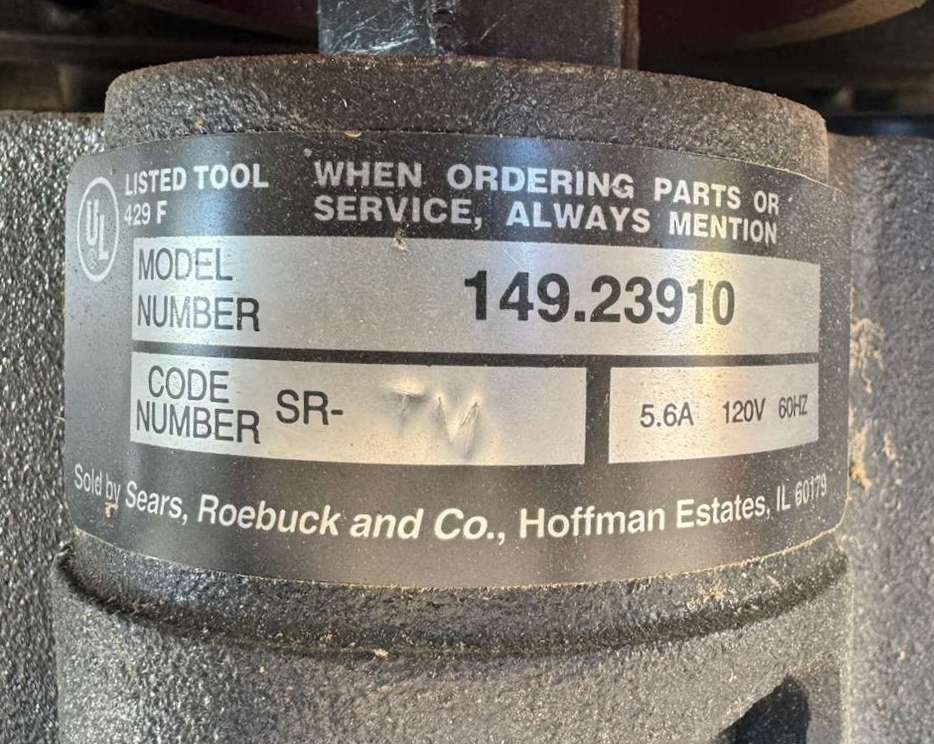 UL
LISTED TOOL
429 F
WHEN ORDERING PARTS OR
SERVICE, ALWAYS MENTION
MODEL
NUMBER
149.23910
CODE
NUMBER
SR-
5.6A 120V 60HZ
Sold by Sears, Roebuck and Co., Hoffman Estates, IL 60179